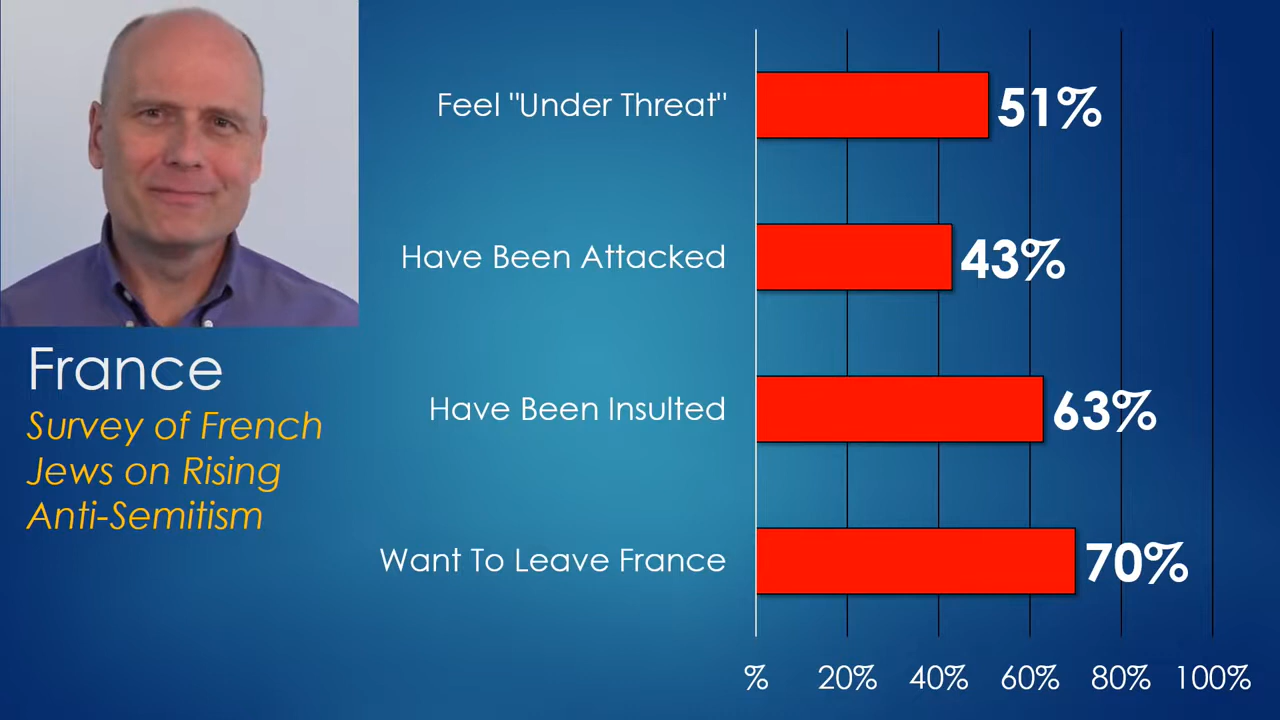 France
Survey of French
Jews on Rising
Anti-Semitism
Feel "Under Threat" 51%
Have Been Attacked 43%
Have Been Insulted 63%
Want To Leave France 70%
% 20% 40% 60% 80% 100%